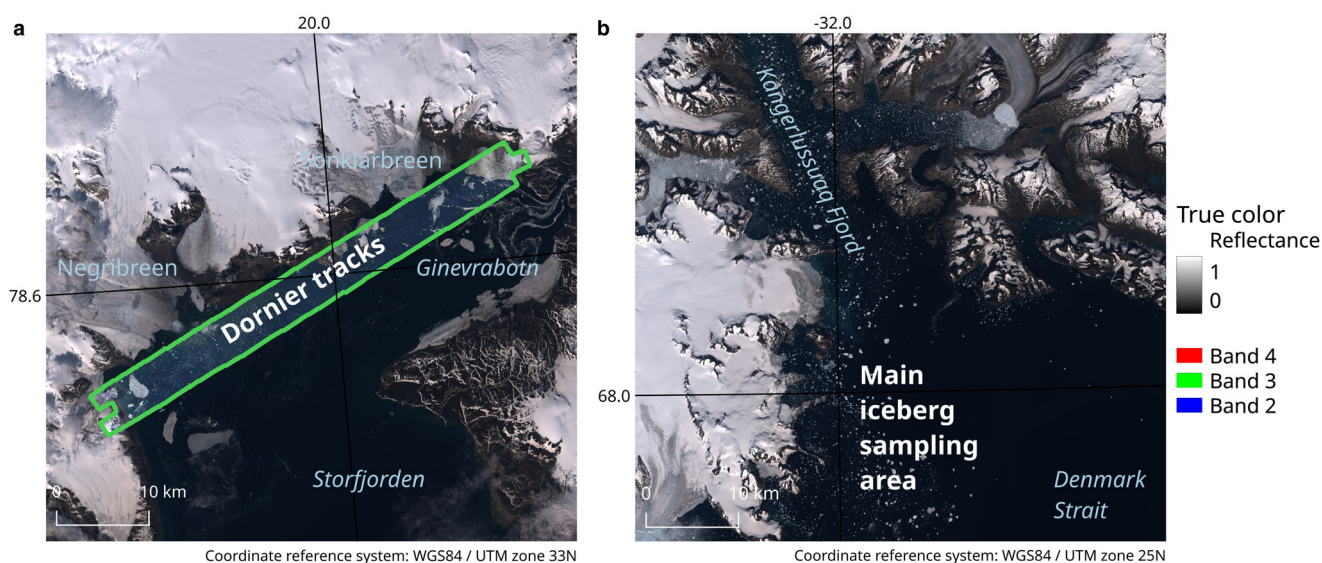 a
20.0
Sonklarbreen
Negribreen
Ginevrabotn
Dornier tracks
78.6
Storfjorden
0
10 km
Coordinate reference system: WGS84 / UTM zone 33N
b
-32.0
Kangerlussuaq Fjord
68.0
Main
iceberg
sampling
area
Denmark
Strait
0
10 km
Coordinate reference system: WGS84 / UTM zone 25N
True color
Reflectance
1
0
Band 4
Band 3
Band 2